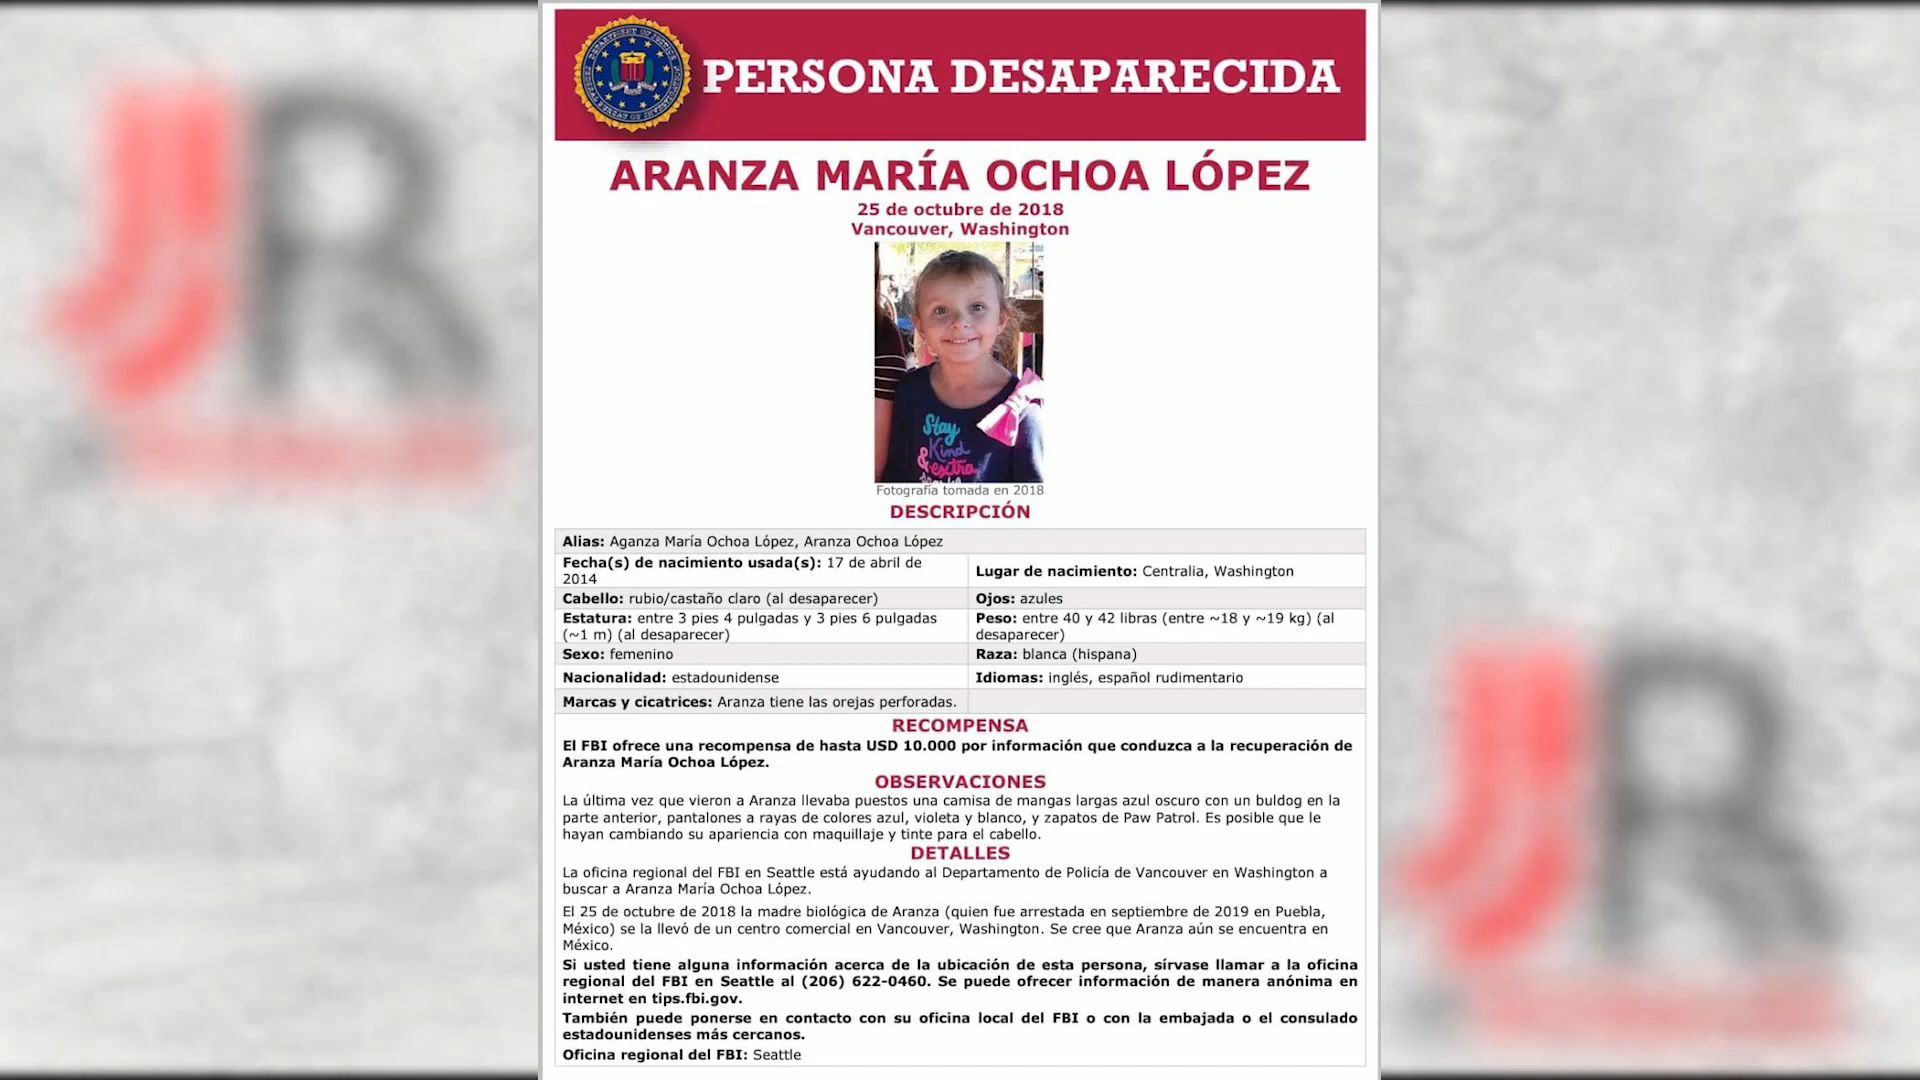 PERSONA DESAPARECIDA
ARANZA MARÍA OCHOA LÓPEZ
25 de octubre de 2018
Vancouver, Washington
Stay
Kind
& extra
Fotografía tomada en 2018
DESCRIPCIÓN
Alias: Aganza María Ochoa López, Aranza Ochoa López
Fecha(s) de nacimiento usada(s): 17 de abril de
2014
Lugar de nacimiento: Centralia, Washington
Cabello: rubio/castaño claro (al desaparecer)
Ojos: azules
Estatura: entre 3 pies 4 pulgadas y 3 pies 6 pulgadas
(~1 m) (al desaparecer)
Peso: entre 40 y 42 libras (entre ~18 y ~19 kg) (al
desaparecer)
Sexo: femenino
Raza: blanca (hispana)
Nacionalidad: estadounidense
Idiomas: inglés, español rudimentario
Marcas y cicatrices: Aranza tiene las orejas perforadas.
RECOMPENSA
El FBI ofrece una recompensa de hasta USD 10.000 por información que conduzca a la recuperación de
Aranza María Ochoa López.
OBSERVACIONES
La última vez que vieron a Aranza llevaba puestos una camisa de mangas largas azul oscuro con un buldog en la
parte anterior, pantalones a rayas de colores azul, violeta y blanco, y zapatos de Paw Patrol. Es posible que le
hayan cambiando su apariencia con maquillaje y tinte para el cabello.
DETALLES
La oficina regional del FBI en Seattle está ayudando al Departamento de Policía de Vancouver en Washington a
buscar a Aranza María Ochoa López.
El 25 de octubre de 2018 la madre biológica de Aranza (quien fue arrestada en septiembre de 2019 en Puebla,
México) se la llevó de un centro comercial en Vancouver, Washington. Se cree que Aranza aún se encuentra en
México.
Si usted tiene alguna información acerca de la ubicación de esta persona, sírvase llamar a la oficina
regional del FBI en Seattle al (206) 622-0460. Se puede ofrecer información de manera anónima en
internet en tips.fbi.gov.
También puede ponerse en contacto con su oficina local del FBI o con la embajada o el consulado
estadounidenses más cercanos.
Oficina regional del FBI: Seattle